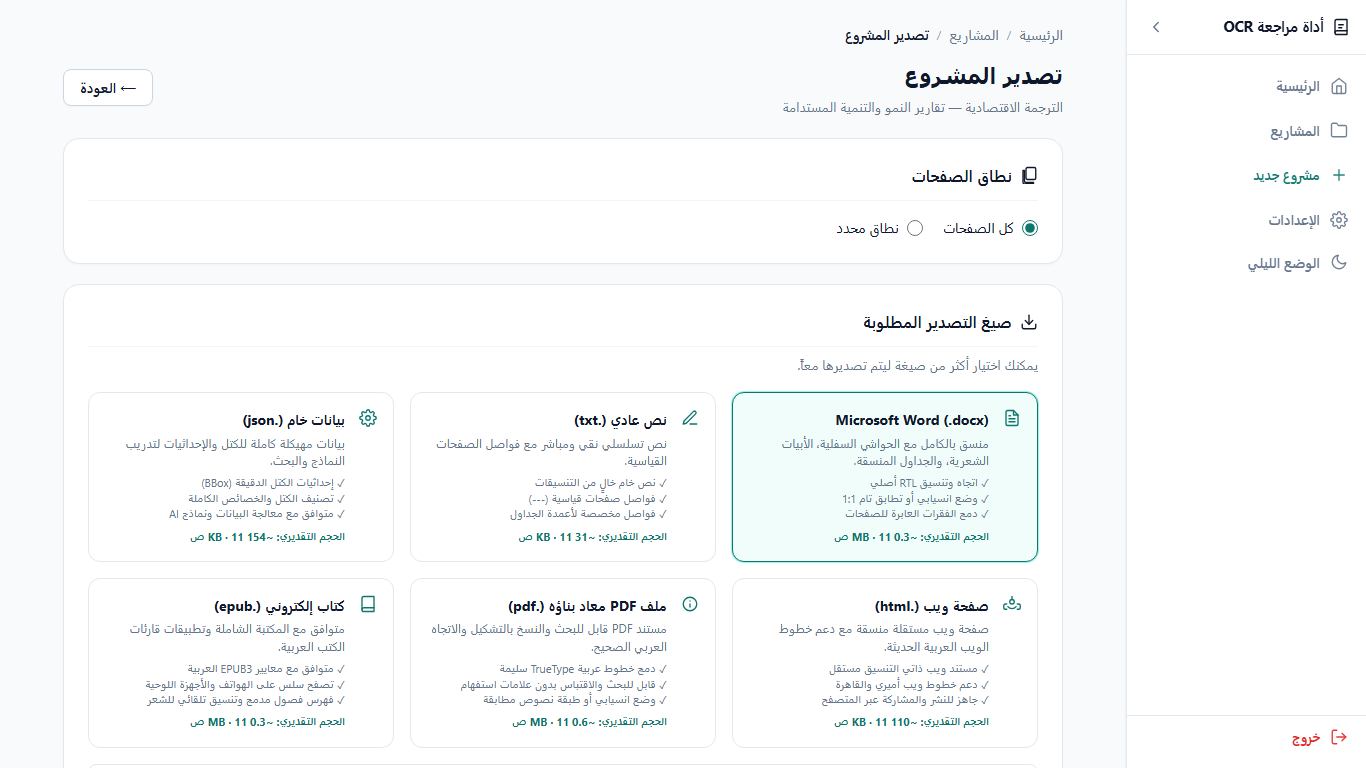 أداة مراجعة OCR
الرئيسية
المشاريع
مشروع جديد
الإعدادات
الوضع الليلي
خروج
الرئيسية / المشاريع / تصدير المشروع
تصدير المشروع
الترجمة الاقتصادية — تقارير النمو والتنمية المستدامة
← العودة
نطاق الصفحات
كل الصفحات
نطاق محدد
صيغ التصدير المطلوبة
يمكنك اختيار أكثر من صيغة ليتم تصديرها معاً.
Microsoft Word (.docx)
منسق بالكامل مع الحواشي السفلية، الأبيات
الشعرية، والجداول المنسقة.
✓ اتجاه وتنسيق RTL أصلي
✓ وضع انسيابي أو تطابق تام 1:1
✓ دمج الفقرات العابرة للصفحات
الحجم التقديري: ~0.3 MB · 11 ص
نص عادي (.txt)
نص تسلسلي نقي ومباشر مع فواصل الصفحات
القياسية.
✓ نص خام خالٍ من التنسيقات
✓ فواصل صفحات قياسية (---)
✓ فواصل مخصصة لأعمدة الجداول
الحجم التقديري: ~31 KB · 11 ص
بيانات خام (.json)
بيانات مهيكلة كاملة للكتل والإحداثيات لتدريب
النماذج والبحث.
✓ إحداثيات الكتل الدقيقة (BBox)
✓ تصنيف الكتل والخصائص الكاملة
✓ متوافق مع معالجة البيانات ونماذج AI
الحجم التقديري: ~154 KB · 11 ص
صفحة ويب (.html)
صفحة ويب مستقلة منسقة مع دعم خطوط
الويب العربية الحديثة.
✓ مستند ويب ذاتي التنسيق مستقل
✓ دعم خطوط ويب أميري والقاهرة
✓ جاهز للنشر والمشاركة عبر المتصفح
الحجم التقديري: ~110 KB · 11 ص
ملف PDF معاد بناؤه (.pdf)
مستند PDF قابل للبحث والنسخ بالتشكيل والاتجاه
العربي الصحيح.
✓ دمج خطوط عربية TrueType سليمة
✓ قابل للبحث والاقتباس بدون علامات استفهام
✓ وضع انسيابي أو طبقة نصوص مطابقة
الحجم التقديري: ~0.6 MB · 11 ص
كتاب إلكتروني (.epub)
متوافق مع المكتبة الشاملة وتطبيقات قارئات
الكتب العربية.
✓ متوافق مع معايير EPUB3 العربية
✓ تصفح سلس على الهواتف والأجهزة اللوحية
✓ فهرس فصول مدمج وتنسيق تلقائي للشعر
الحجم التقديري: ~0.3 MB · 11 ص